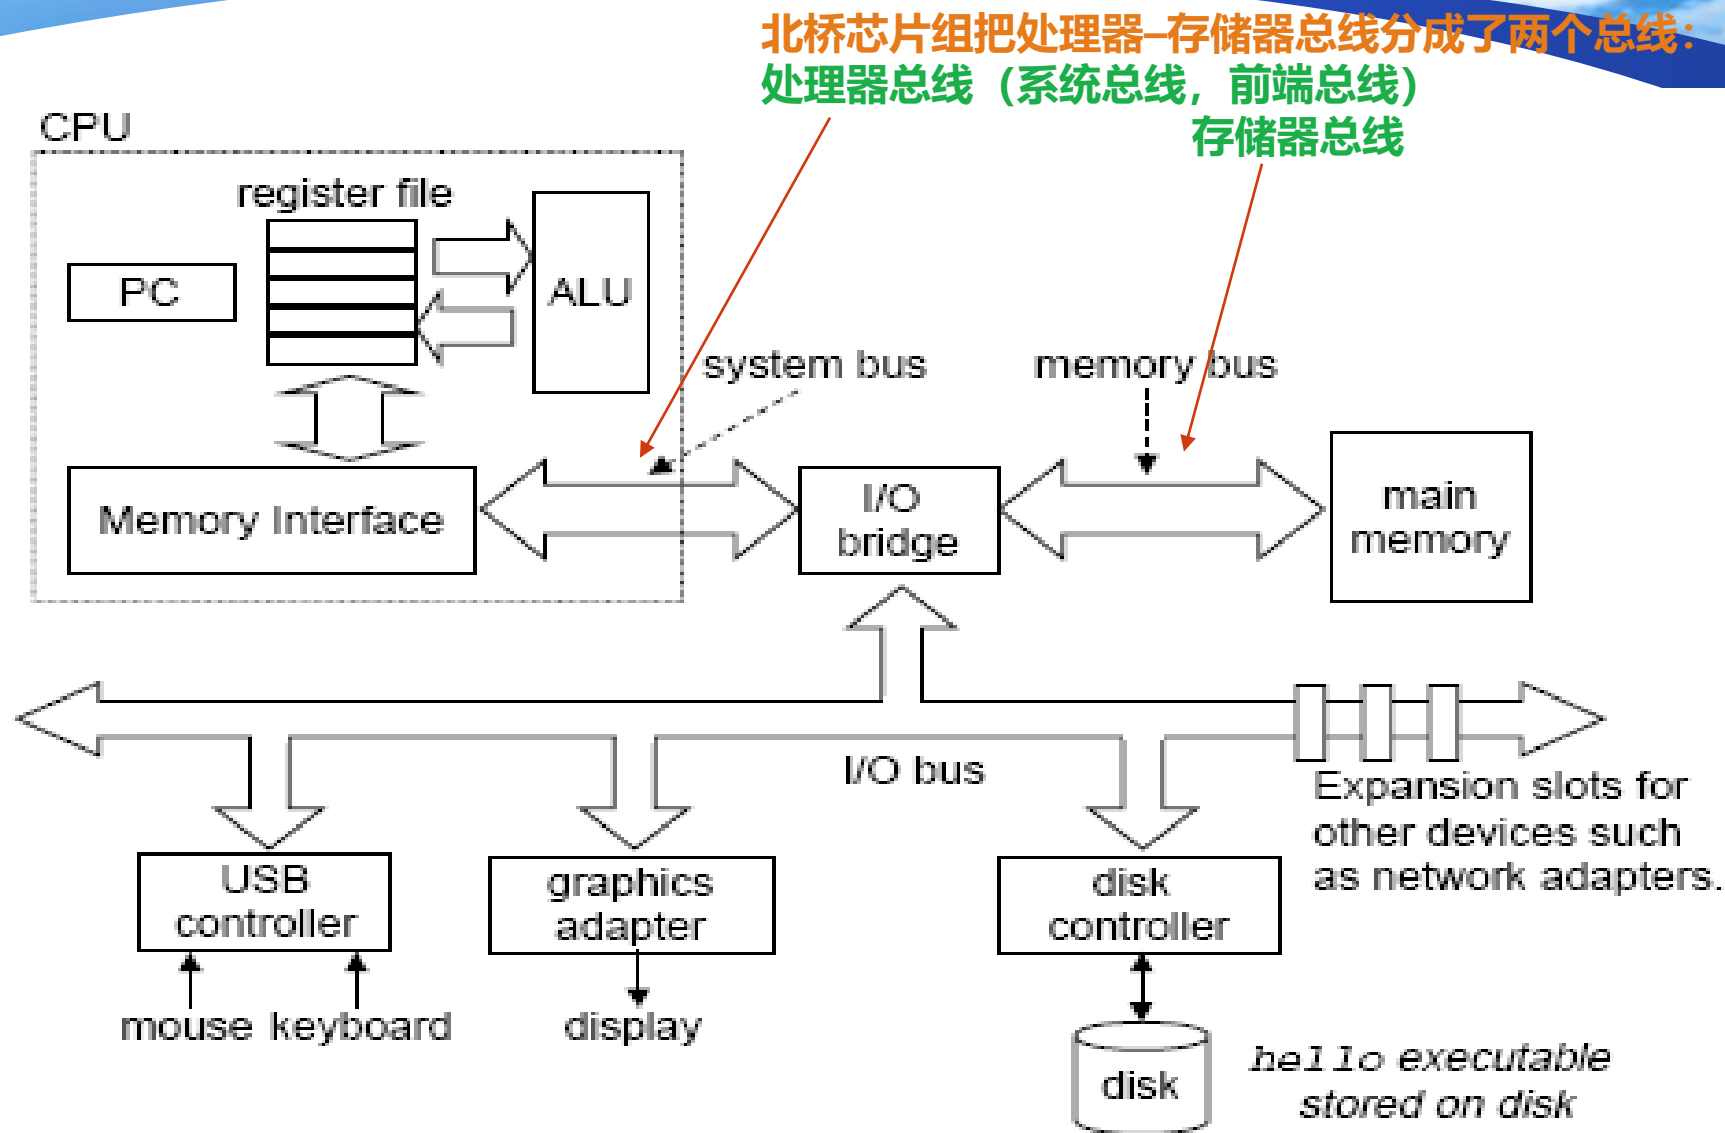 北桥芯片组把处理器–存储器总线分成了两个总线：
处理器总线（系统总线，前端总线）
存储器总线
CPU
register file
PC
ALU
system bus
memory bus
Memory Interface
I/O
bridge
main
memory
I/O bus
Expansion slots for
other devices such
as network adapters.
USB
controller
graphics
adapter
disk
controller
mouse
keyboard
display
disk
hello executable
stored on disk